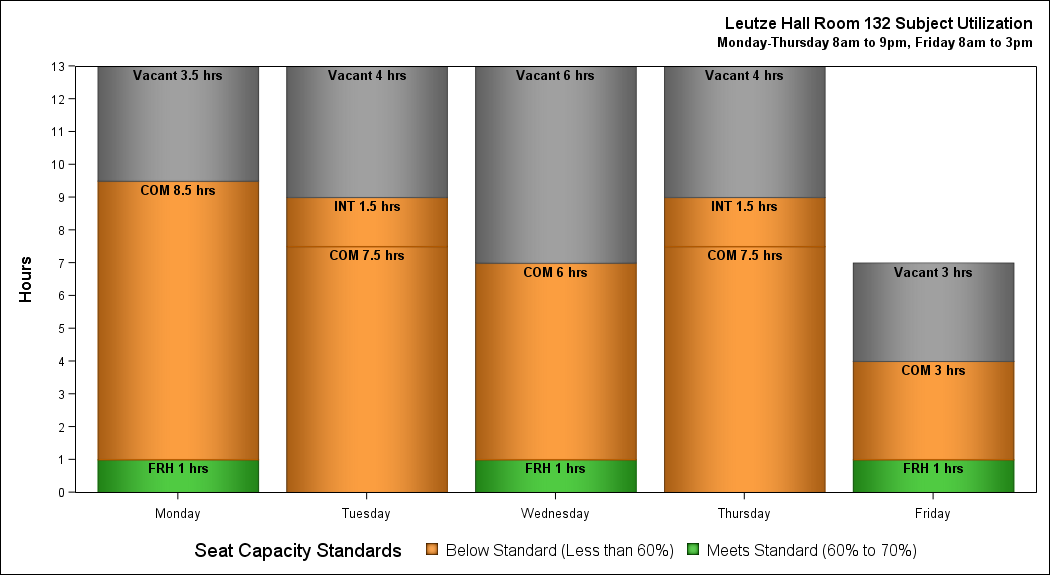 Leutze Hall Room 132 Subject Utilization
Monday-Thursday 8am to 9pm, Friday 8am to 3pm
Hours
13
12
11
10
9
8
7
6
5
4
3
2
1
0
Vacant 3.5 hrs
COM 8.5 hrs
FRH 1 hrs
Vacant 4 hrs
INT 1.5 hrs
COM 7.5 hrs
Vacant 6 hrs
COM 6 hrs
FRH 1 hrs
Vacant 4 hrs
INT 1.5 hrs
COM 7.5 hrs
Vacant 3 hrs
COM 3 hrs
FRH 1 hrs
Monday Tuesday Wednesday Thursday Friday
Seat Capacity Standards Below Standard (Less than 60%) Meets Standard (60% to 70%)